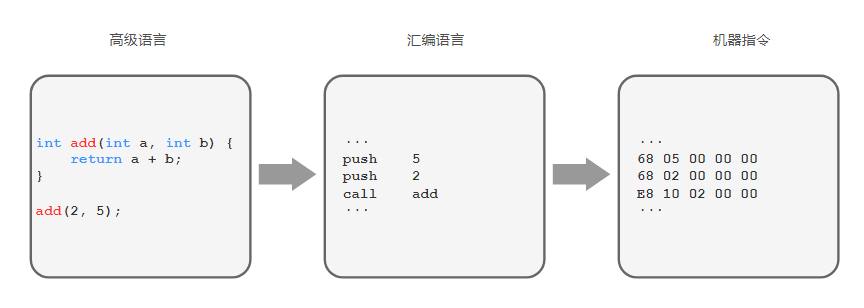 高级语言
汇编语言
机器指令
int add(int a, int b) {
    return a + b;
}
add(2, 5);
...
push    5
push    2
call    add
...
...
68 05 00 00 00
68 02 00 00 00
E8 10 02 00 00
...